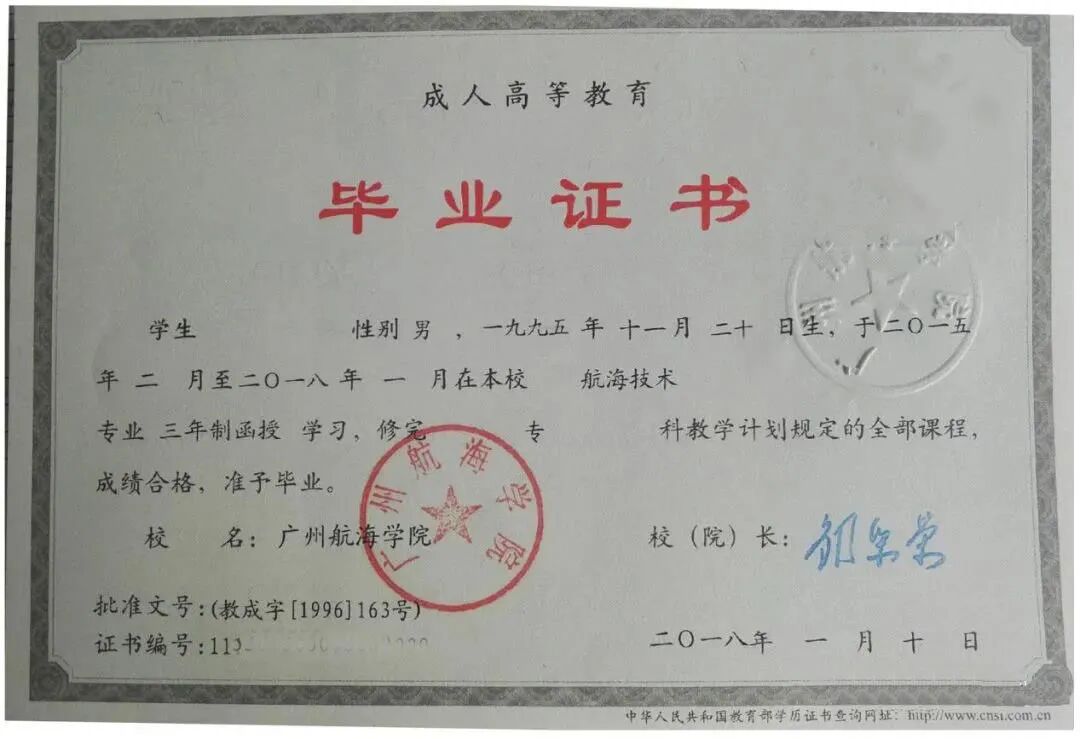 成人高等教育
毕业证书
学生 性别 男 ，一九九五 年 十一月 二十 日生，于二〇一五
年 二 月至二〇一八年 一 月在本校 航海技术
专业 三年制函授 学习，修完 专 科教学计划规定的全部课程，
成绩合格，准予毕业。
校 名：广州航海学院 校（院）长：
广州航海学院
批准文号：(教成字[1996]163号)
证书编号：11
二〇一八年 一 月 十 日
中华人民共和国教育部学历证书查询网址：http://www.cnsi.com.cn